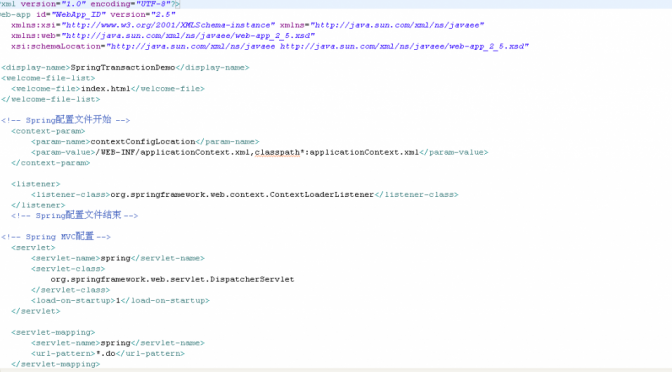 xml version="1.0" encoding="UTF-8"?>
web-app id="WebApp_ID" version="2.5"
xmlns:xsi="http://www.w3.org/2001/XMLSchema-instance" xmlns="http://java.sun.com/xml/ns/javaee"
xmlns:web="http://java.sun.com/xml/ns/javaee/web-app_2_5.xsd"
xsi:schemaLocation="http://java.sun.com/xml/ns/javaee http://java.sun.com/xml/ns/javaee/web-app_2_5.xsd"
<display-name>SpringTransactionDemo</display-name>
<welcome-file-list>
<welcome-file>index.html</welcome-file>
</welcome-file-list>
<!-- Spring配置文件开始 -->
<context-param>
<param-name>contextConfigLocation</param-name>
<param-value>/WEB-INF/applicationContext.xml,classpath*:applicationContext.xml</param-value>
</context-param>
<listener>
<listener-class>org.springframework.web.context.ContextLoaderListener</listener-class>
</listener>
<!-- Spring配置文件结束 -->
<!-- Spring MVC配置 -->
<servlet>
<servlet-name>spring</servlet-name>
<servlet-class>
org.springframework.web.servlet.DispatcherServlet
</servlet-class>
<load-on-startup>1</load-on-startup>
</servlet>
<servlet-mapping>
<servlet-name>spring</servlet-name>
<url-pattern>*.do</url-pattern>
</servlet-mapping>